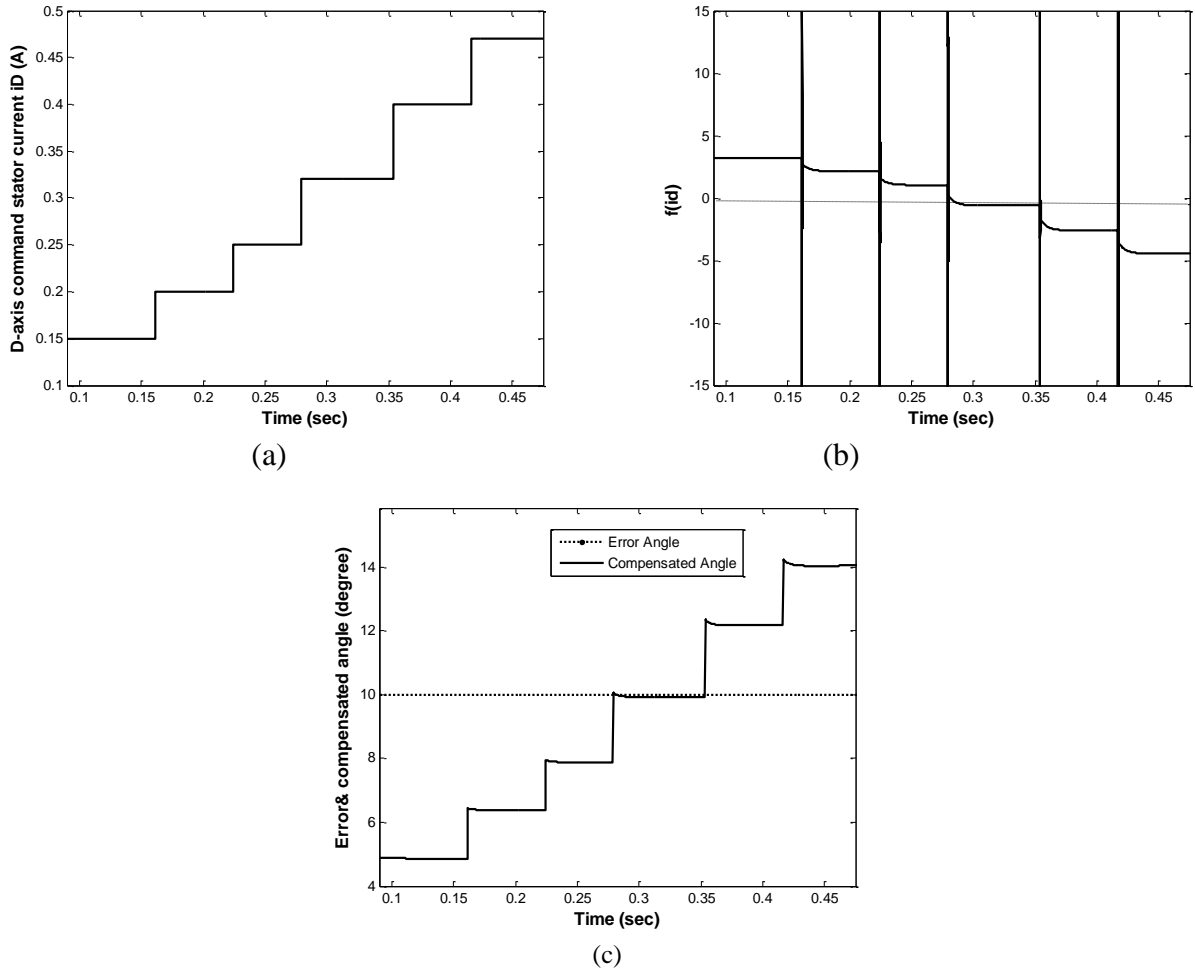 D-axis command stator current iD (A)
0.5
0.45
0.4
0.35
0.3
0.25
0.2
0.15
0.1
0.1 0.15 0.2 0.25 0.3 0.35 0.4 0.45
Time (sec)
(a)
f(id)
15
10
5
0
-5
-10
-15
0.1 0.15 0.2 0.25 0.3 0.35 0.4 0.45
Time (sec)
(b)
Error& compensated angle (degree)
14
12
10
8
6
4
Error Angle
Compensated Angle
0.1 0.15 0.2 0.25 0.3 0.35 0.4 0.45
Time (sec)
(c)